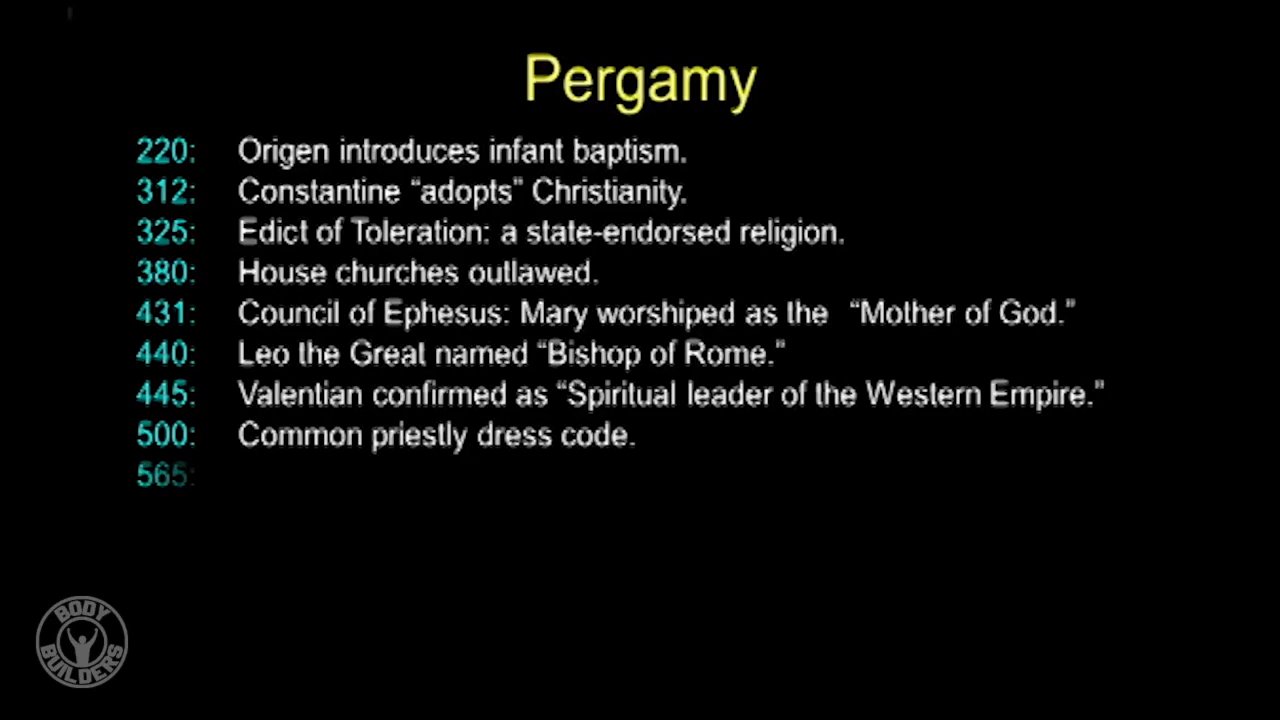 Pergamy
220: Origen introduces infant baptism.
312: Constantine “adopts” Christianity.
325: Edict of Toleration: a state-endorsed religion.
380: House churches outlawed.
431: Council of Ephesus: Mary worshiped as the “Mother of God.”
440: Leo the Great named “Bishop of Rome.”
445: Valentian confirmed as “Spiritual leader of the Western Empire.”
500: Common priestly dress code.
565:
BODY
BUILDERS